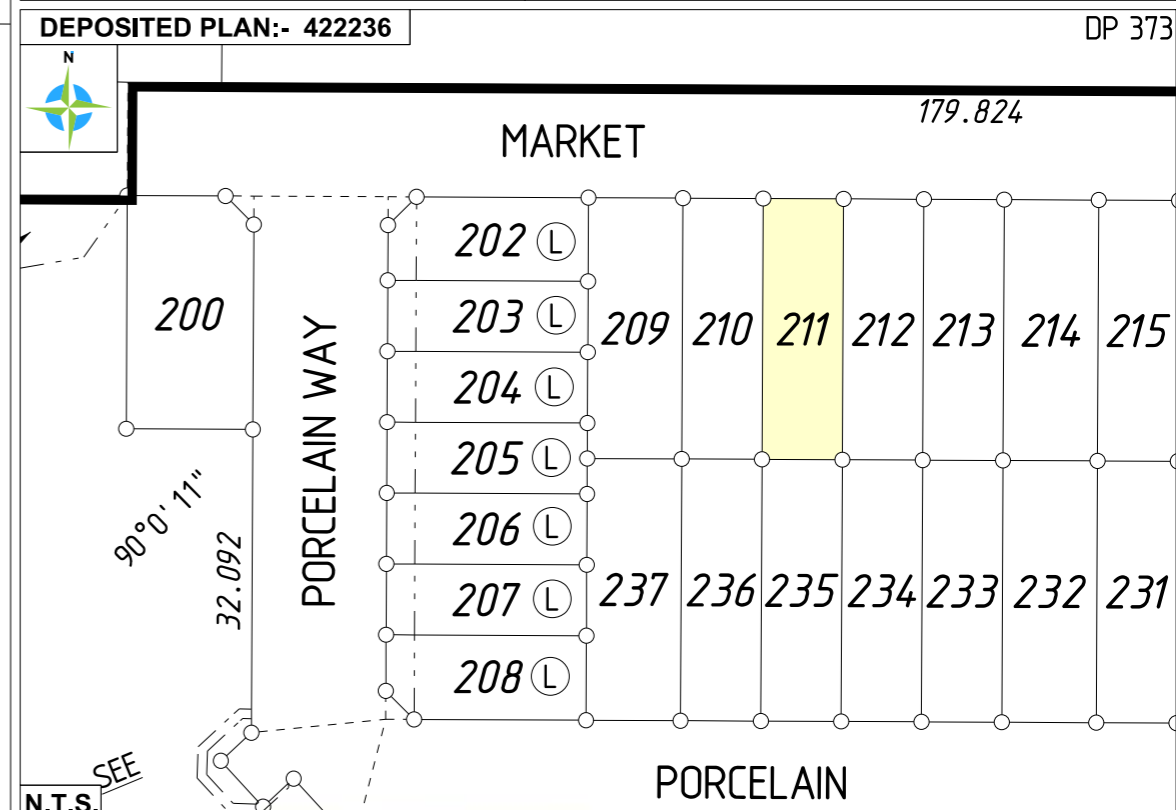 DEPOSITED PLAN:- 422236
DP 373
N
179.824
MARKET
202 L
200
203 L
209 210 211 212 213 214 215
204 L
PORCELAIN WAY
205 L
90°0'11"
206 L
32.092
207 L
237 236 235 234 233 232 231
208 L
SEE
PORCELAIN
N.T.S.